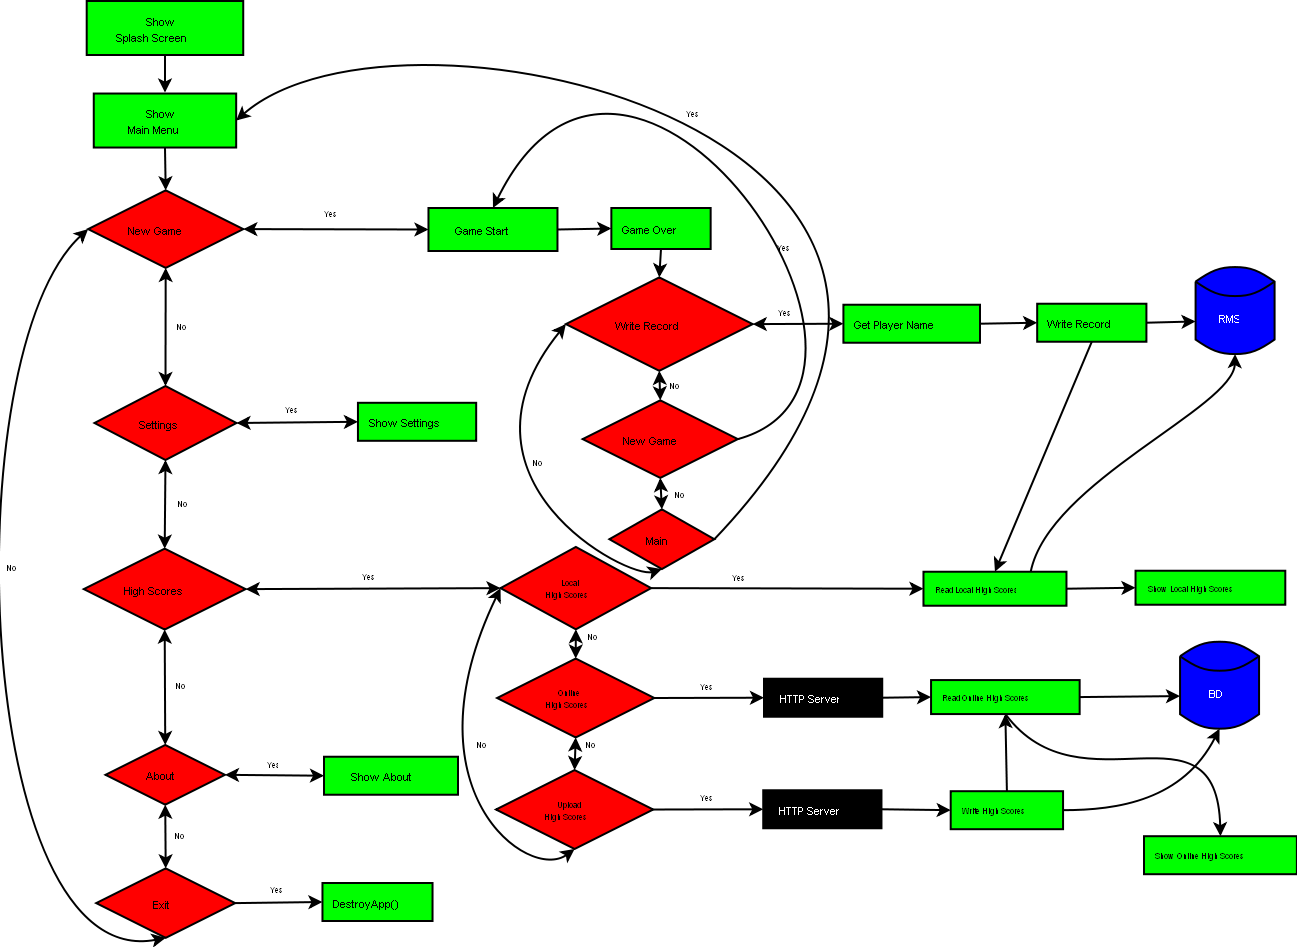 Show
Splash Screen
Show
Main Menu
Yes
New Game
Yes
Game Start
Game Over
Yes
No
Write Record
Yes
Get Player Name
Write Record
RMS
No
Settings
Yes
Show Settings
New Game
No
No
No
Main
No
High Scores
Yes
Local
High Scores
Yes
Read Local High Scores
Show Local High Scores
No
No
Online
High Scores
Yes
HTTP Server
Read Online High Scores
BD
No
No
About
Yes
Show About
Upload
High Scores
Yes
HTTP Server
Write High Scores
Show Online High Scores
No
Exit
Yes
DestroyApp()